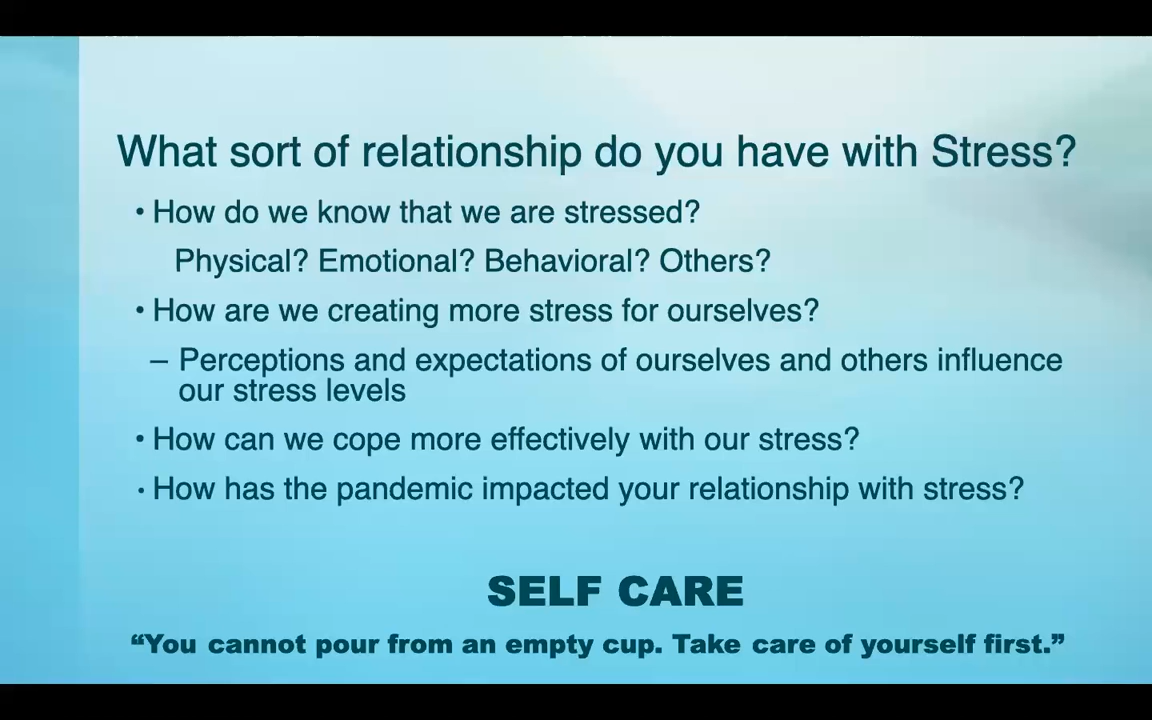 What sort of relationship do you have with Stress?
• How do we know that we are stressed?
Physical? Emotional? Behavioral? Others?
• How are we creating more stress for ourselves?
– Perceptions and expectations of ourselves and others influence
our stress levels
• How can we cope more effectively with our stress?
• How has the pandemic impacted your relationship with stress?
SELF CARE
“You cannot pour from an empty cup. Take care of yourself first.”